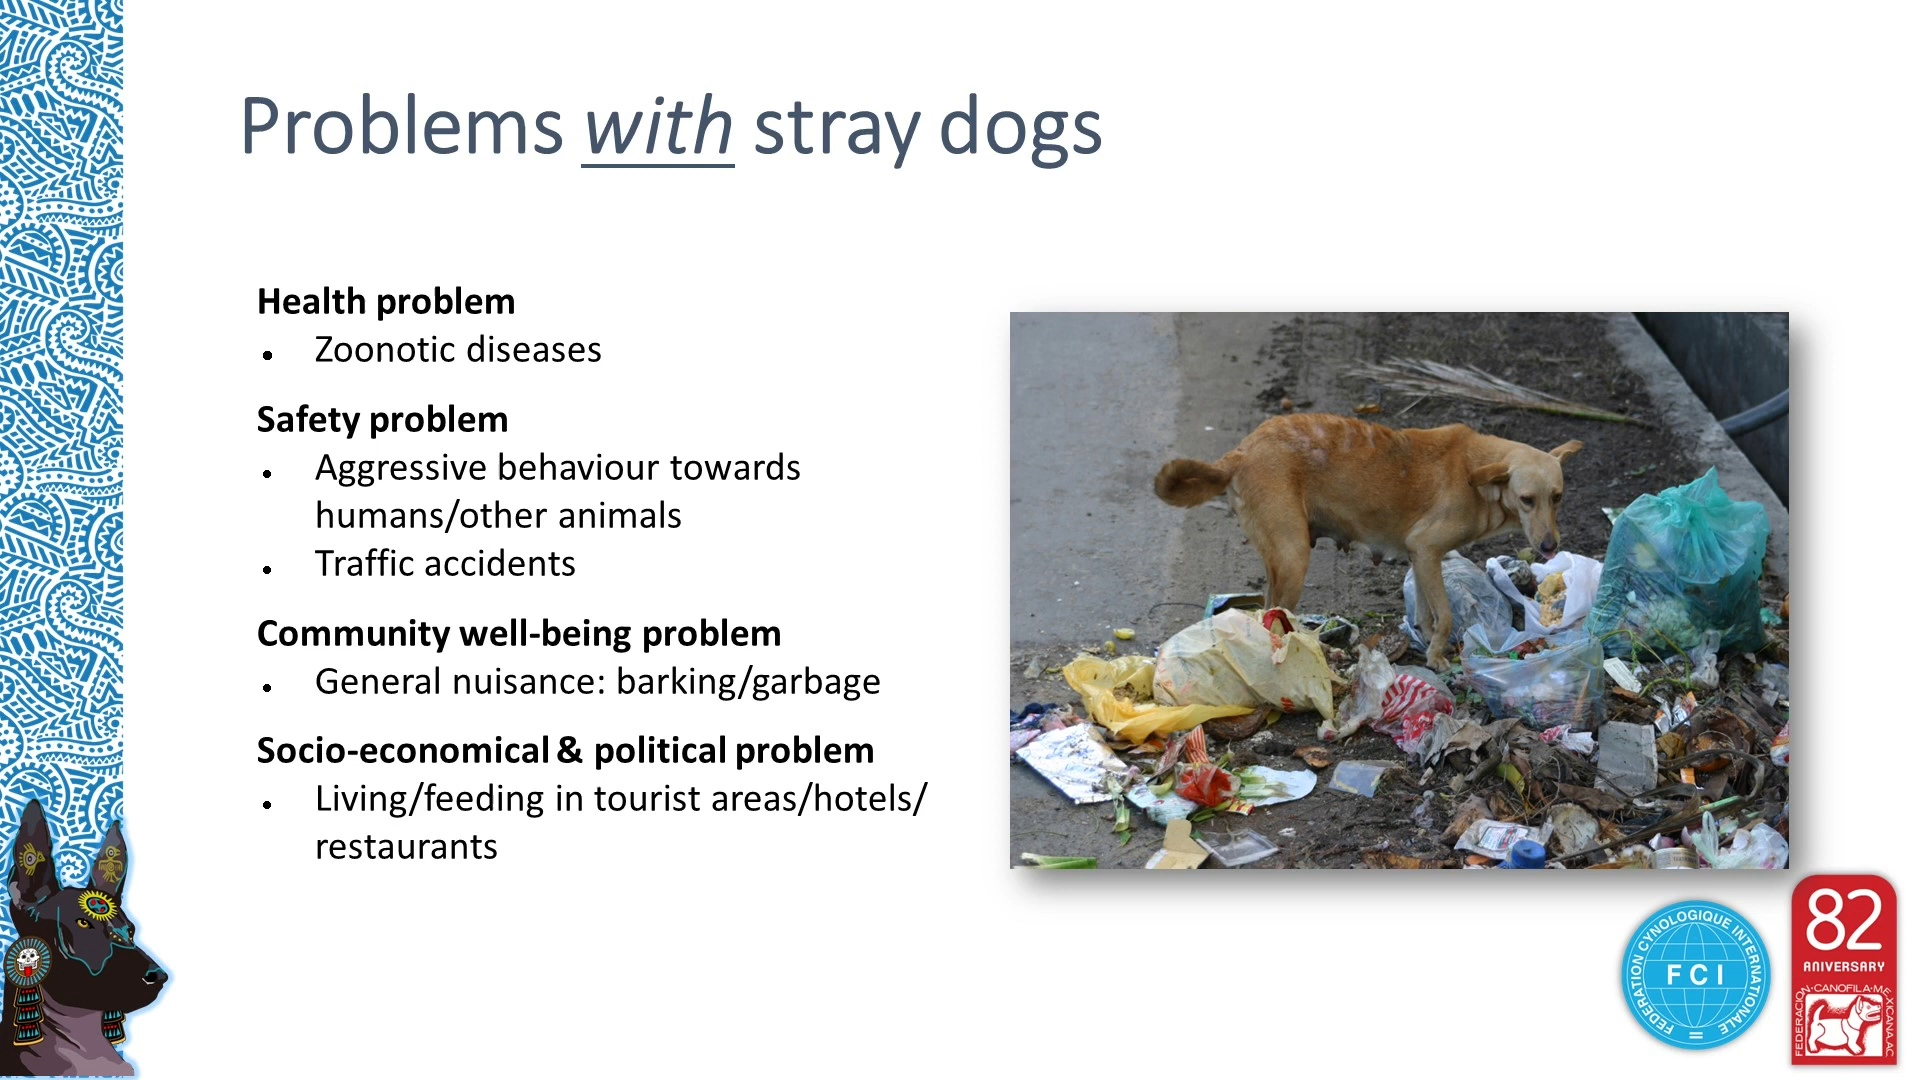 Problems with stray dogs
Health problem
• Zoonotic diseases
Safety problem
• Aggressive behaviour towards
humans/other animals
• Traffic accidents
Community well-being problem
• General nuisance: barking/garbage
Socio-economical & political problem
• Living/feeding in tourist areas/hotels/
restaurants
FEDERATION CYNOLOGIQUE INTERNATIONALE
FCI
82
ANIVERSARY
FEDERACION·CANOFILA·MEXICANA,AC